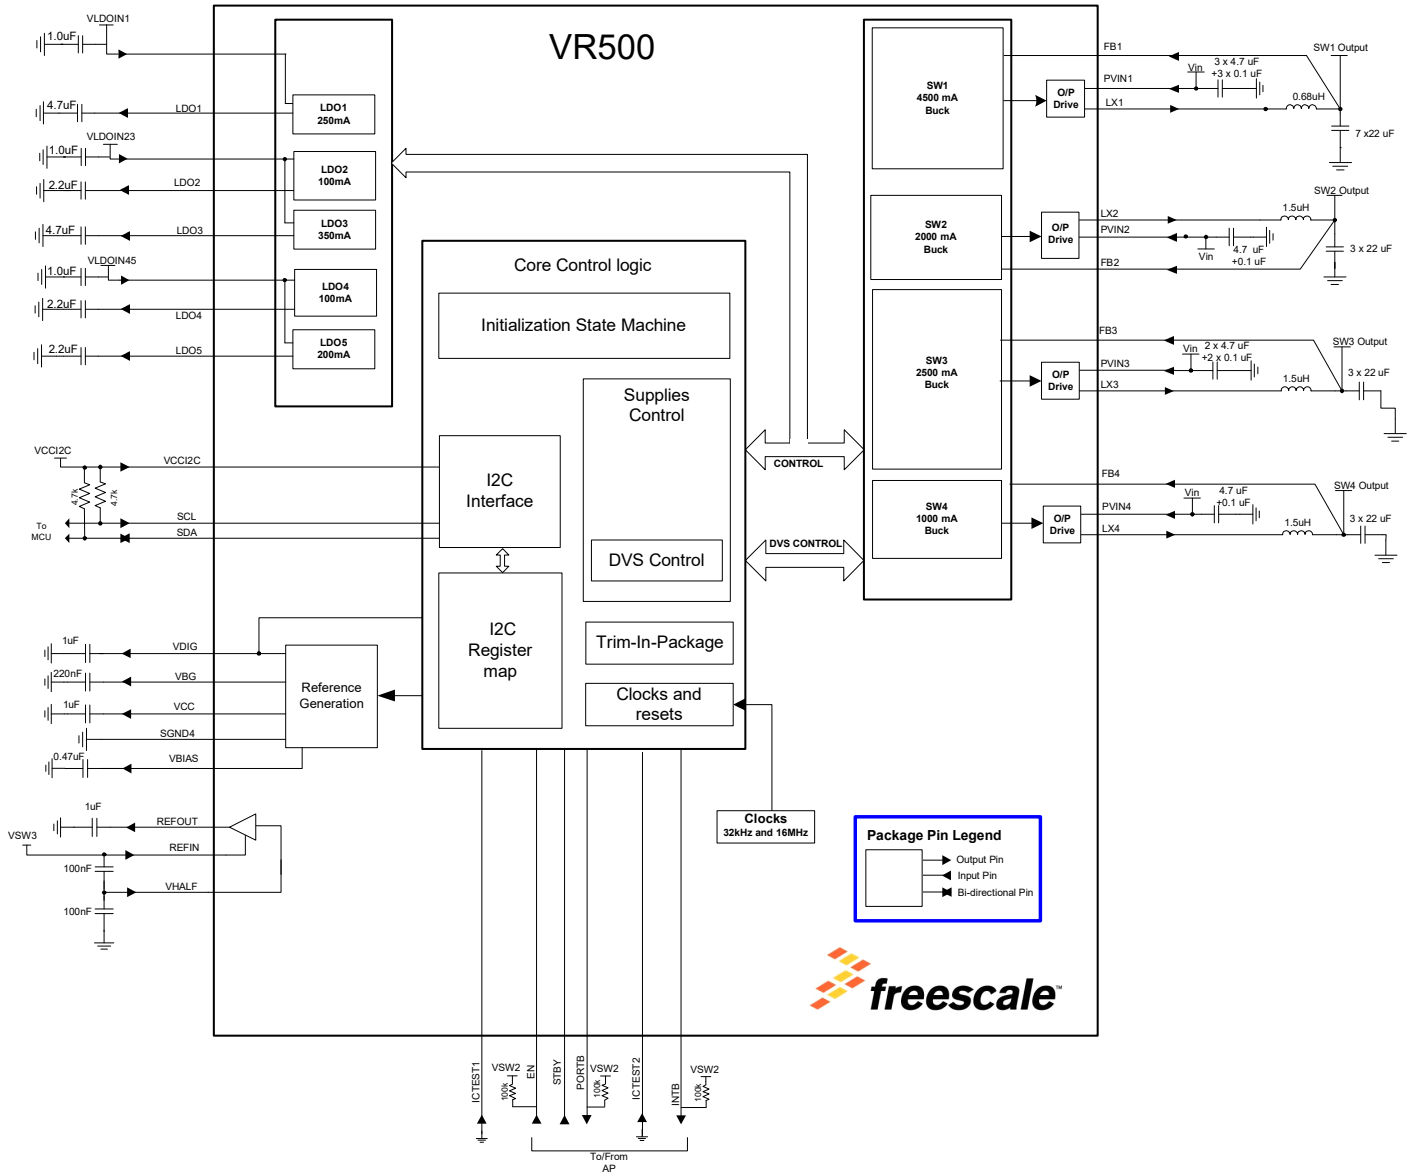 VR500
VLDOIN1
1.0uF
LDO1
250mA
4.7uF
LDO1
VLDOIN23
1.0uF
LDO2
100mA
2.2uF
LDO2
LDO3
350mA
4.7uF
LDO3
VLDOIN45
1.0uF
LDO4
100mA
2.2uF
LDO4
LDO5
200mA
2.2uF
LDO5
Core Control logic
Initialization State Machine
Supplies
Control
DVS Control
I2C
Interface
I2C
Register
map
Trim-In-Package
Clocks and
resets
CONTROL
DVS CONTROL
VCCI2C
VCCI2C
4.7k
4.7k
To
MCU
SCL
SDA
1uF
VDIG
220nF
VBG
1uF
VCC
SGND4
0.47uF
VBIAS
Reference
Generation
1uF
REFOUT
VSW3
REFIN
100nF
VHALF
100nF
Clocks
32kHz and 16MHz
SW1
4500 mA
Buck
O/P
Drive
FB1
PVIN1
LX1
Vin
3 x 4.7 uF
+3 x 0.1 uF
0.68uH
SW1 Output
7 x22 uF
SW2
2000 mA
Buck
O/P
Drive
LX2
PVIN2
FB2
Vin
4.7 uF
+0.1 uF
1.5uH
SW2 Output
3 x 22 uF
SW3
2500 mA
Buck
O/P
Drive
FB3
PVIN3
LX3
Vin
2 x 4.7 uF
+2 x 0.1 uF
1.5uH
SW3 Output
3 x 22 uF
SW4
1000 mA
Buck
O/P
Drive
FB4
PVIN4
LX4
Vin
4.7 uF
+0.1 uF
1.5uH
SW4 Output
3 x 22 uF
Package Pin Legend
Output Pin
Input Pin
Bi-directional Pin
freescale™
ICTEST1
VSW2
100k
EN
STBY
PORTB
VSW2
100k
ICTEST2
INTB
VSW2
100k
To/From
AP